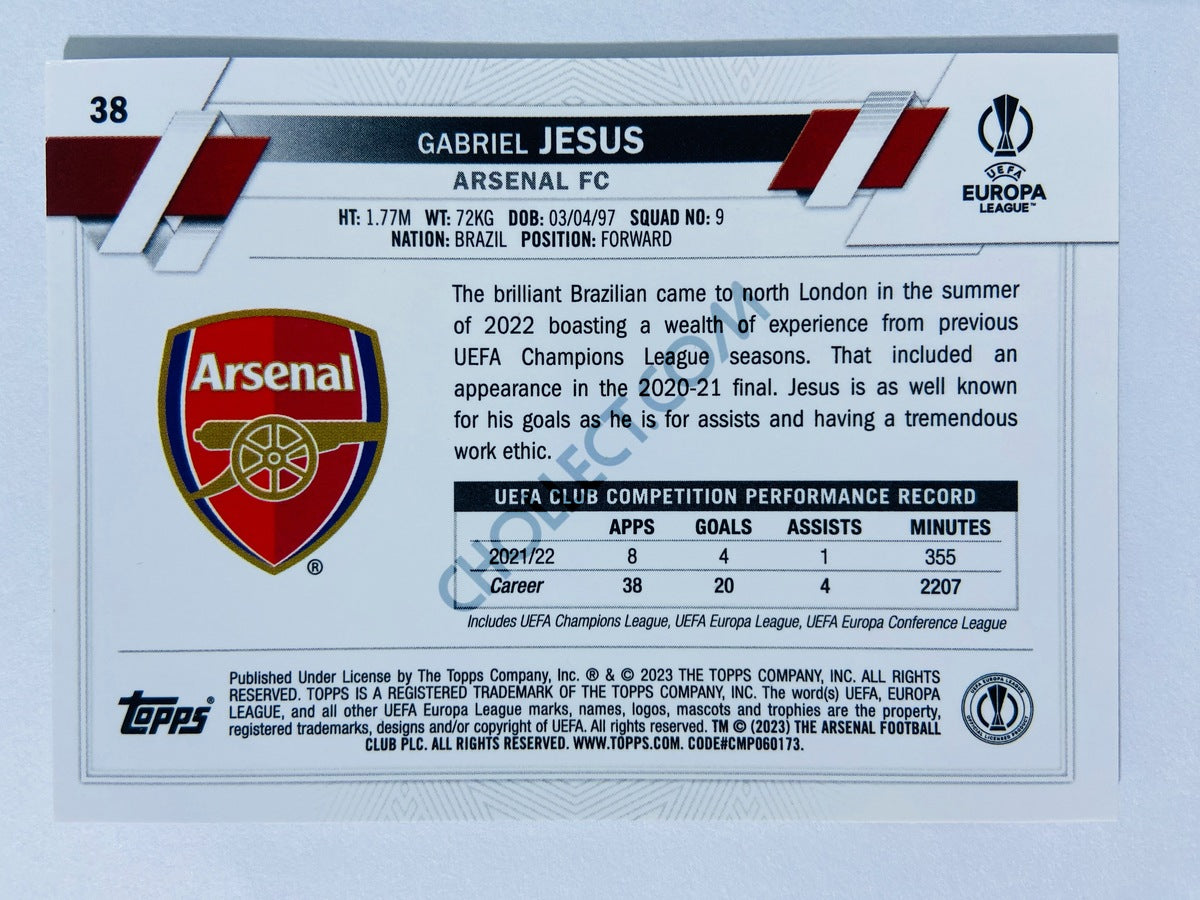 38
GABRIEL JESUS
ARSENAL FC
HT: 1.77M WT: 72KG DOB: 03/04/97 SQUAD NO: 9
NATION: BRAZIL POSITION: FORWARD
UEFA
EUROPA
LEAGUE™
The brilliant Brazilian came to north London in the summer
of 2022 boasting a wealth of experience from previous
UEFA Champions League seasons. That included an
appearance in the 2020-21 final. Jesus is as well known
for his goals as he is for assists and having a tremendous
work ethic.
Arsenal
®
UEFA CLUB COMPETITION PERFORMANCE RECORD
APPS GOALS ASSISTS MINUTES
2021/22 8 4 1 355
Career 38 20 4 2207
Includes UEFA Champions League, UEFA Europa League, UEFA Europa Conference League
CHOLLECT.COM
Topps®
Published Under License by The Topps Company, Inc. ® & © 2023 THE TOPPS COMPANY, INC. ALL RIGHTS
RESERVED. TOPPS IS A REGISTERED TRADEMARK OF THE TOPPS COMPANY, INC. The word(s) UEFA, EUROPA
LEAGUE, and all other UEFA Europa League marks, names, logos, mascots and trophies are the property,
registered trademarks, designs and/or copyright of UEFA. All rights reserved. TM © (2023) THE ARSENAL FOOTBALL
CLUB PLC. ALL RIGHTS RESERVED. WWW.TOPPS.COM. CODE#CMP060173.
UEFA EUROPA LEAGUE
OFFICIAL LICENSED PRODUCT